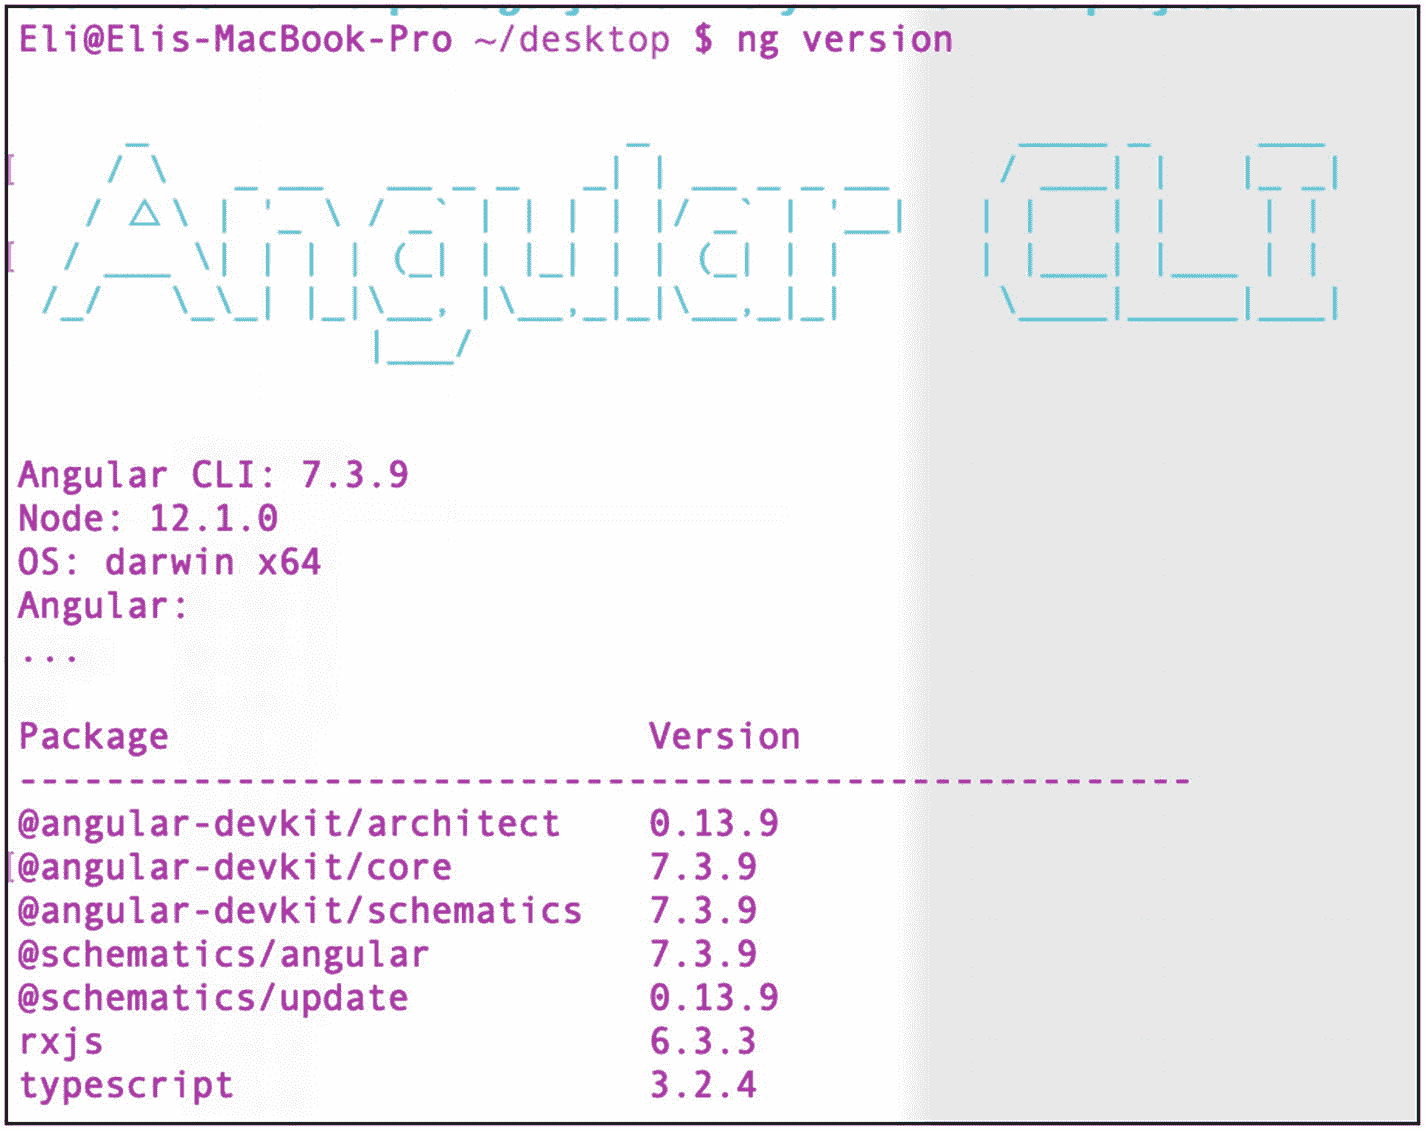 Eli@Elis-MacBook-Pro ~/desktop $ ng version
Angular CLI
Angular CLI: 7.3.9
Node: 12.1.0
OS: darwin x64
Angular:
...
Package Version
------------------------------------------------------
@angular-devkit/architect 0.13.9
@angular-devkit/core 7.3.9
@angular-devkit/schematics 7.3.9
@schematics/angular 7.3.9
@schematics/update 0.13.9
rxjs 6.3.3
typescript 3.2.4